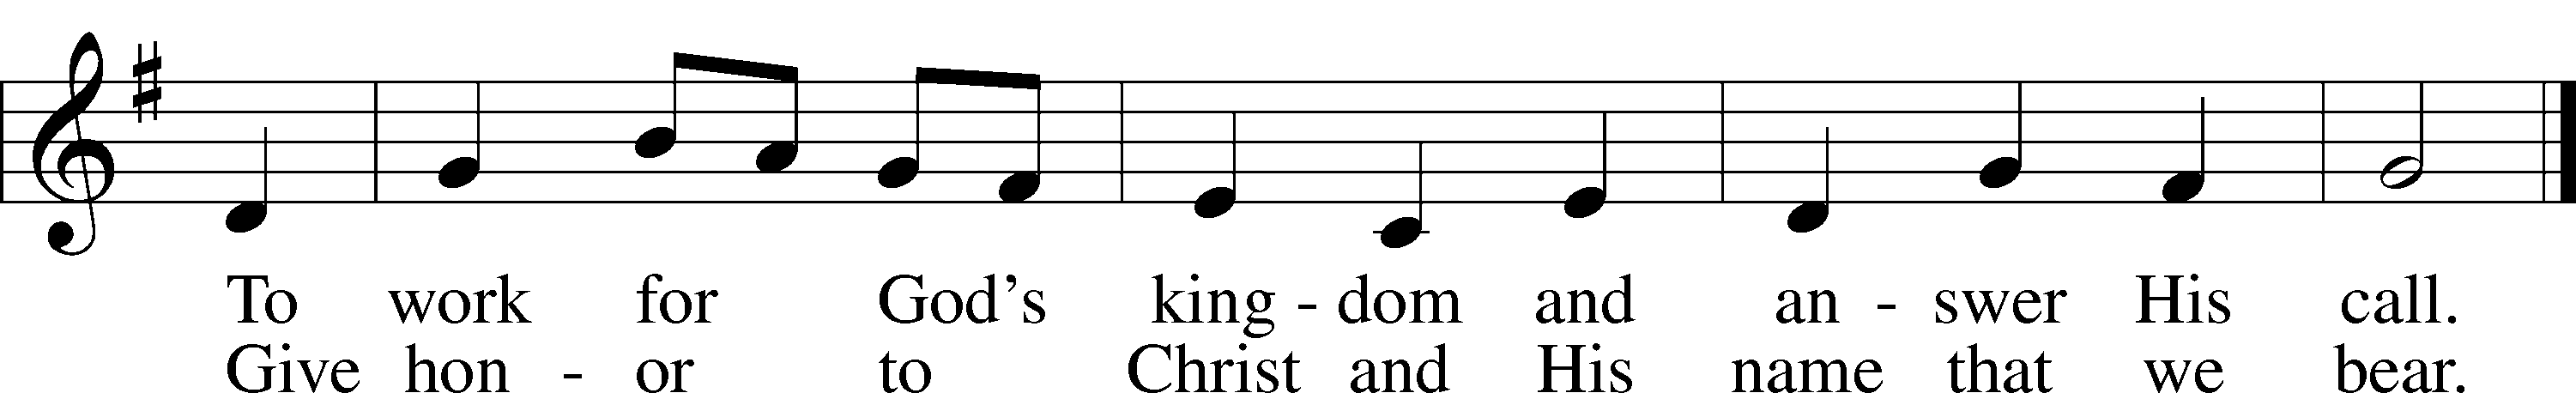 To work for God's king - dom and an - swer His call.
Give hon - or to Christ and His name that we bear.